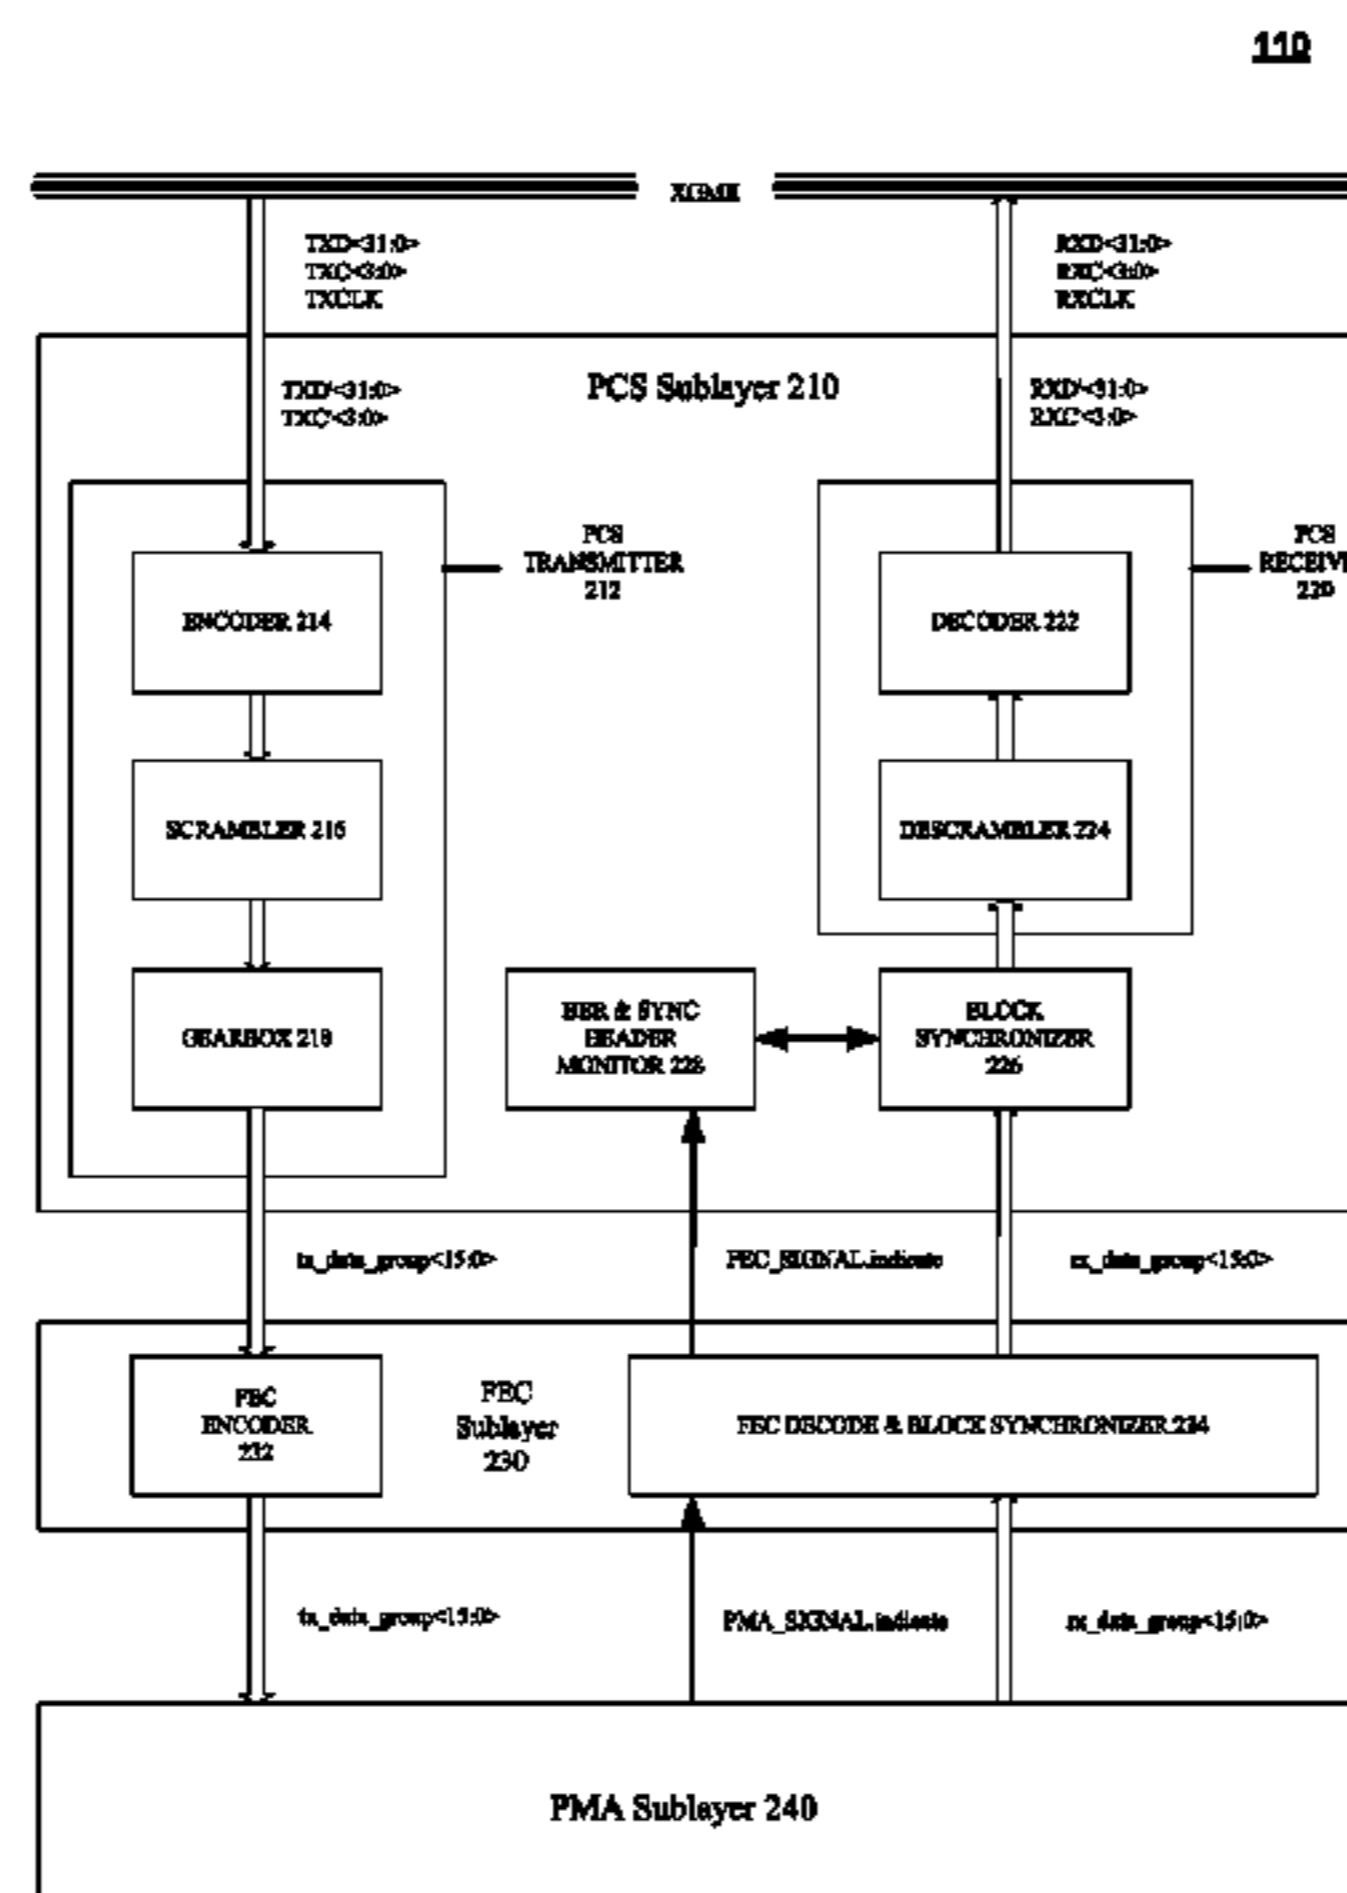 110
XGMII
TXD<31:0>
TXC<3:0>
TXCLK
RXD<31:0>
RXC<3:0>
RXCLK
PCS Sublayer 210
TXD'<31:0>
TXC'<3:0>
RXD'<31:0>
RXC'<3:0>
PCS
TRANSMITTER
212
PCS
RECEIVE
220
ENCODER 214
DECODER 222
SCRAMBLER 216
DESCRAMBLER 224
GEARBOX 218
BER & SYNC
HEADER
MONITOR 228
BLOCK
SYNCHRONIZER
226
tx_data_group<15:0>
FEC_SIGNAL.indicate
rx_data_group<15:0>
FEC
ENCODER
232
FEC
Sublayer
230
FEC DECODE & BLOCK SYNCHRONIZER 234
tx_data_group<15:0>
PMA_SIGNAL.indicate
rx_data_group<15:0>
PMA Sublayer 240